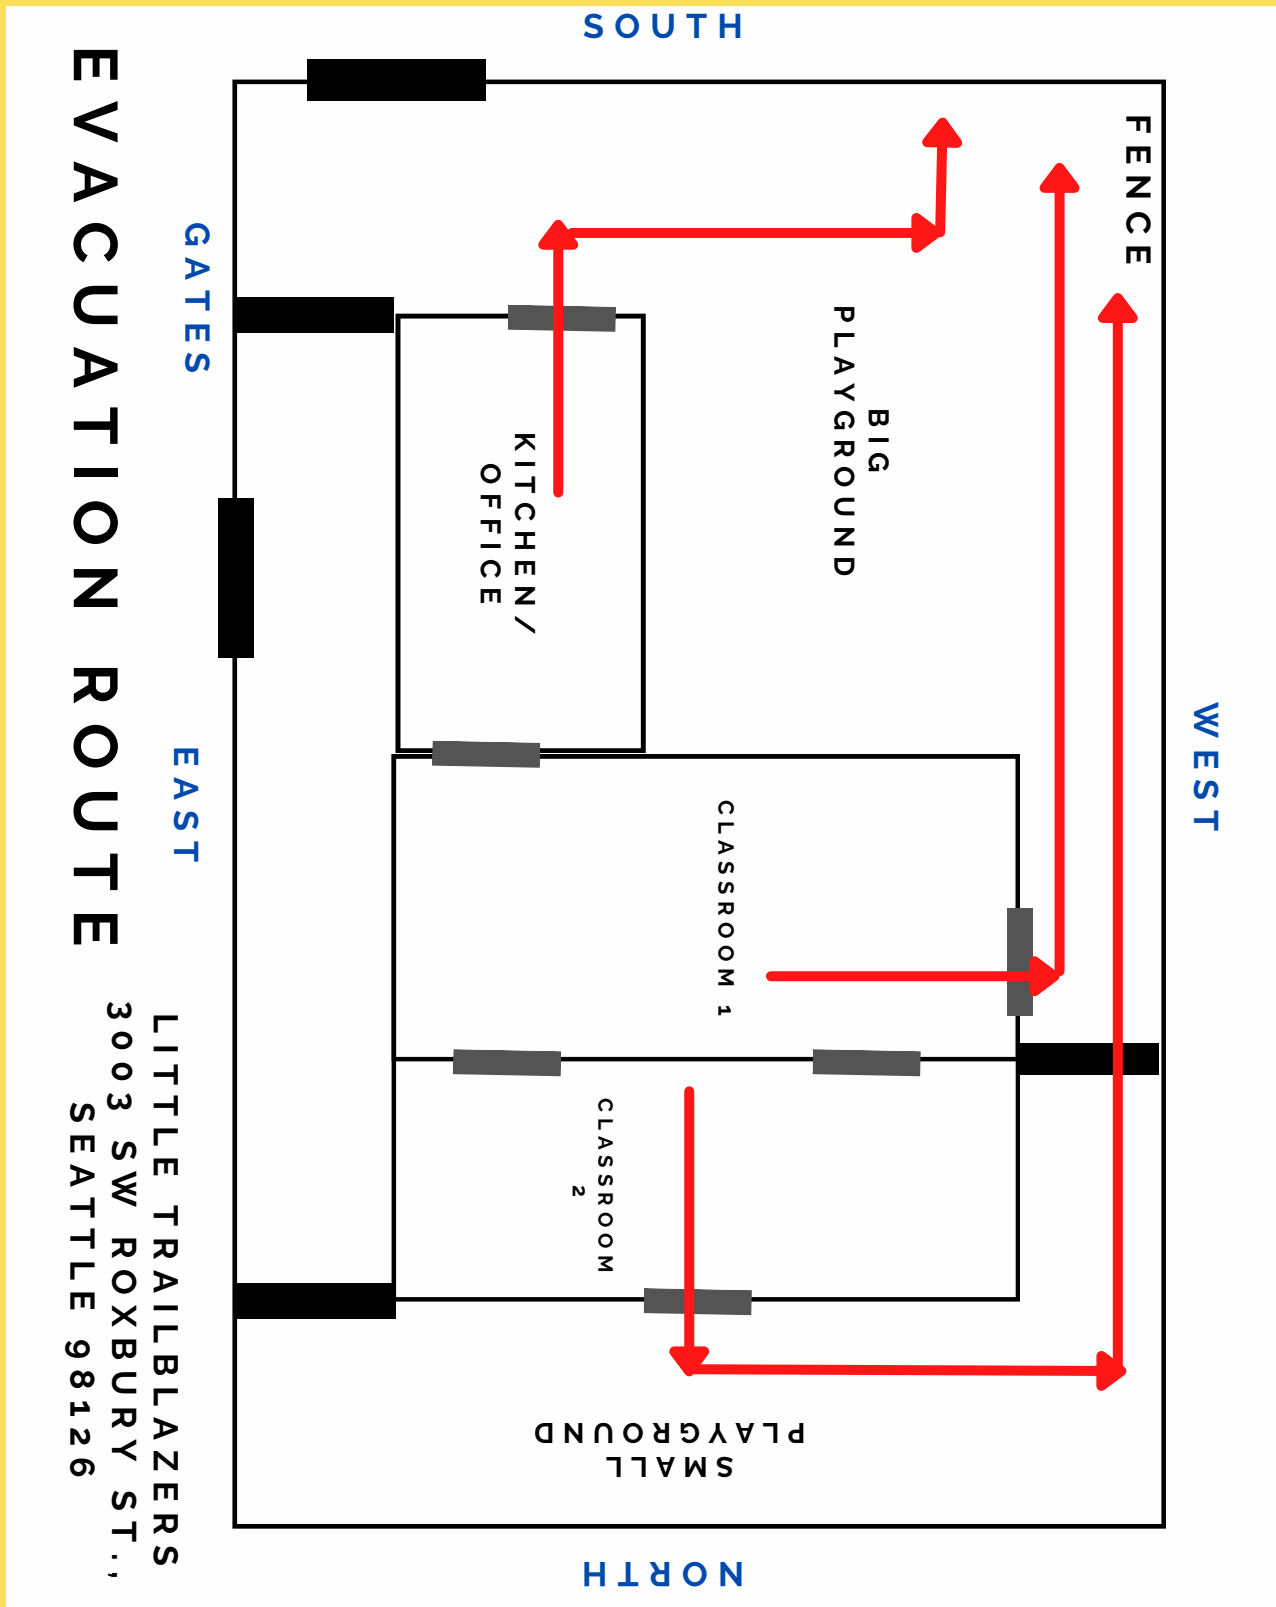 SOUTH
EVACUATION ROUTE
GATES
EAST
LITTLE TRAILBLAZERS
3003 SW ROXBURY ST.,
SEATTLE 98126
FENCE
BIG
PLAYGROUND
KITCHEN/
OFFICE
WEST
CLASSROOM 1
CLASSROOM
2
SMALL
PLAYGROUND
NORTH